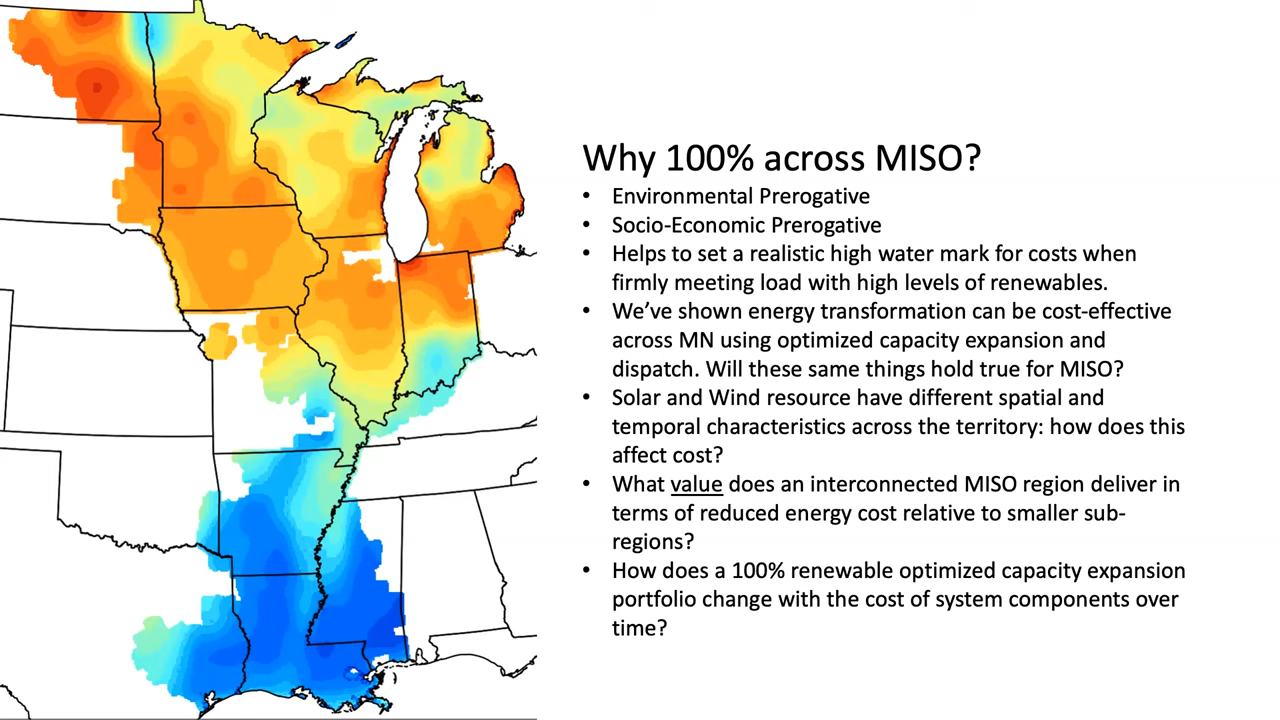 Why 100% across MISO?
• Environmental Prerogative
• Socio-Economic Prerogative
• Helps to set a realistic high water mark for costs when
firmly meeting load with high levels of renewables.
• We’ve shown energy transformation can be cost-effective
across MN using optimized capacity expansion and
dispatch. Will these same things hold true for MISO?
• Solar and Wind resource have different spatial and
temporal characteristics across the territory: how does this
affect cost?
• What value does an interconnected MISO region deliver in
terms of reduced energy cost relative to smaller sub-
regions?
• How does a 100% renewable optimized capacity expansion
portfolio change with the cost of system components over
time?